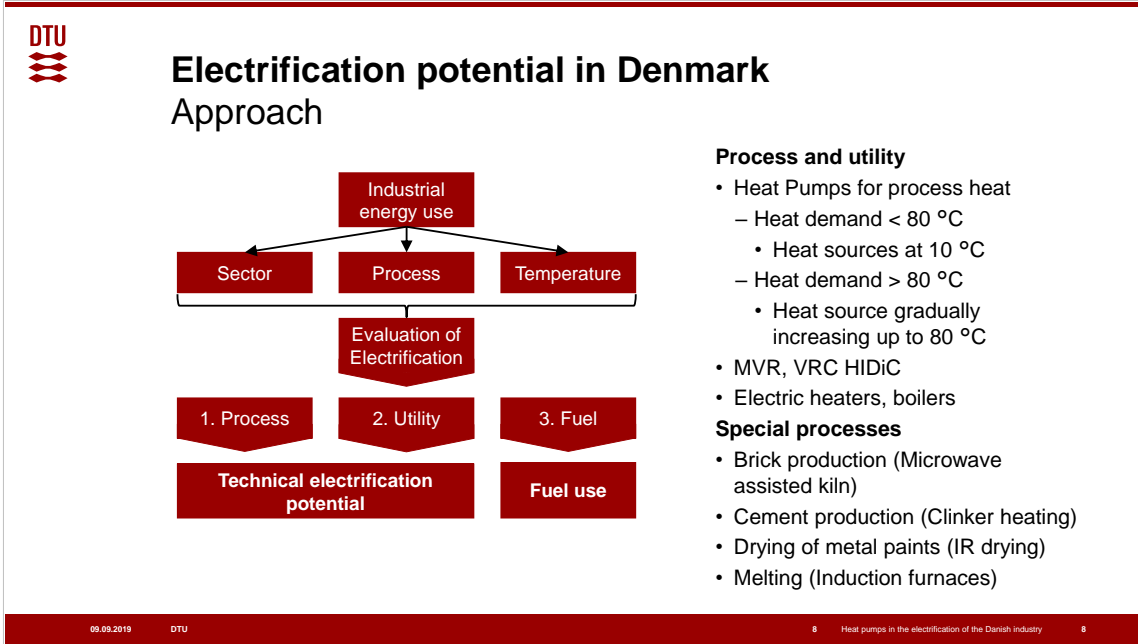 DTU
Electrification potential in Denmark
Approach
Industrial
energy use
Sector
Process
Temperature
Evaluation of
Electrification
1. Process
2. Utility
3. Fuel
Technical electrification
potential
Fuel use
Process and utility
• Heat Pumps for process heat
– Heat demand < 80 °C
• Heat sources at 10 °C
– Heat demand > 80 °C
• Heat source gradually
increasing up to 80 °C
• MVR, VRC HIDiC
• Electric heaters, boilers
Special processes
• Brick production (Microwave
assisted kiln)
• Cement production (Clinker heating)
• Drying of metal paints (IR drying)
• Melting (Induction furnaces)
09.09.2019 DTU 8 Heat pumps in the electrification of the Danish industry 8